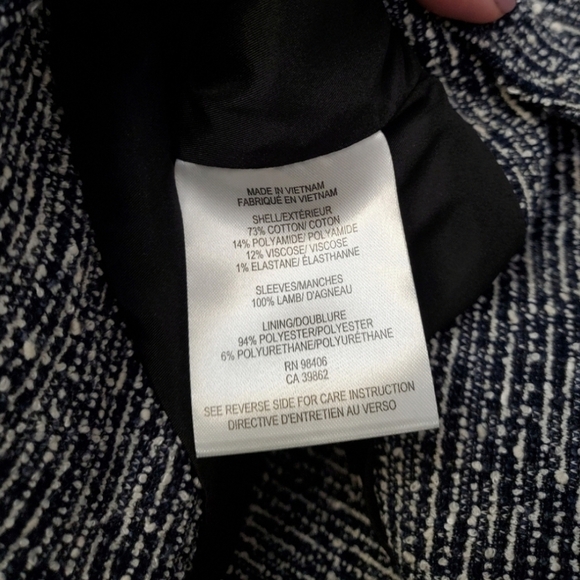 MADE IN VIETNAM
FABRIQUÉ EN VIETNAM
SHELL/EXTÉRIEUR
73% COTTON/ COTON
14% POLYAMIDE/ POLYAMIDE
12% VISCOSE/ VISCOSE
1% ELASTANE/ ÉLASTHANNE
SLEEVES/MANCHES
100% LAMB/ D'AGNEAU
LINING/DOUBLURE
94% POLYESTER/POLYESTER
6% POLYURETHANE/POLYURÉTHANE
RN 98406
CA 39862
SEE REVERSE SIDE FOR CARE INSTRUCTION
DIRECTIVE D'ENTRETIEN AU VERSO